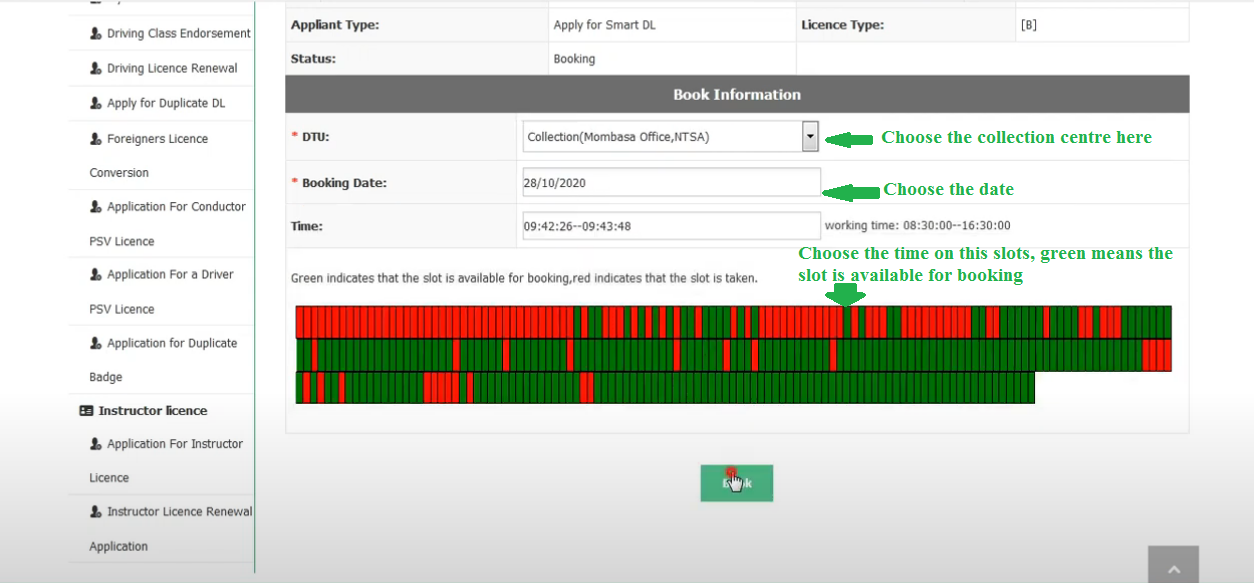 Driving Class Endorsement
Driving Licence Renewal
Apply for Duplicate DL
Foreigners Licence
Conversion
Application For Conductor
PSV Licence
Application For a Driver
PSV Licence
Application for Duplicate
Badge
Instructor licence
Application For Instructor
Licence
Instructor Licence Renewal
Application
Appliant Type: Apply for Smart DL Licence Type: [B]
Status: Booking
Book Information
* DTU: Collection(Mombasa Office,NTSA) Choose the collection centre here
* Booking Date: 28/10/2020 Choose the date
Time: 09:42:26--09:43:48 working time: 08:30:00--16:30:00
Choose the time on this slots, green means the
slot is available for booking
Green indicates that the slot is available for booking,red indicates that the slot is taken.